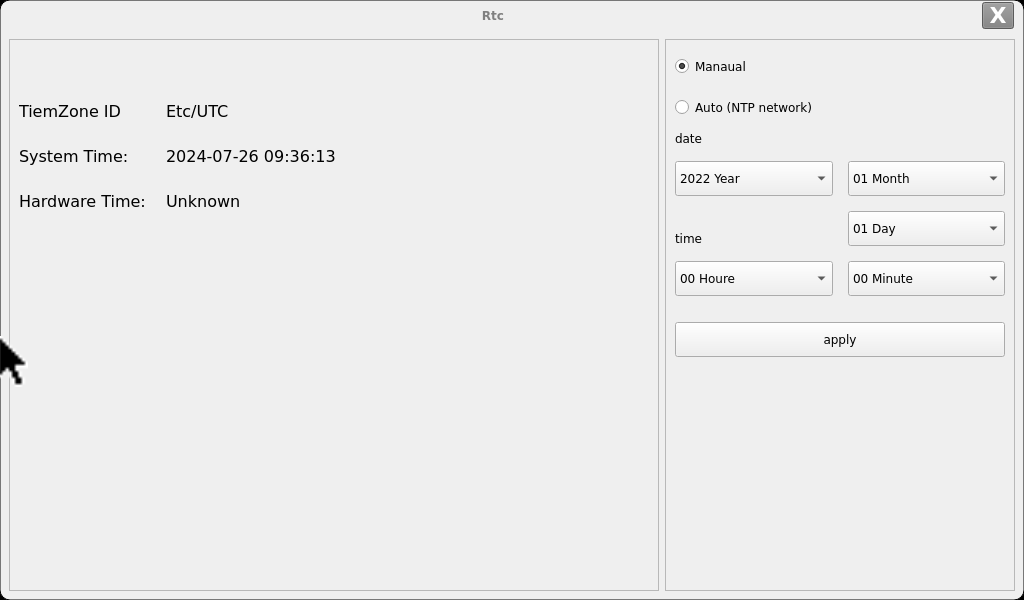 Rtc
X
TiemZone ID Etc/UTC
System Time: 2024-07-26 09:36:13
Hardware Time: Unknown
Manaual
Auto (NTP network)
date
2022 Year 01 Month
01 Day
time
00 Houre 00 Minute
apply